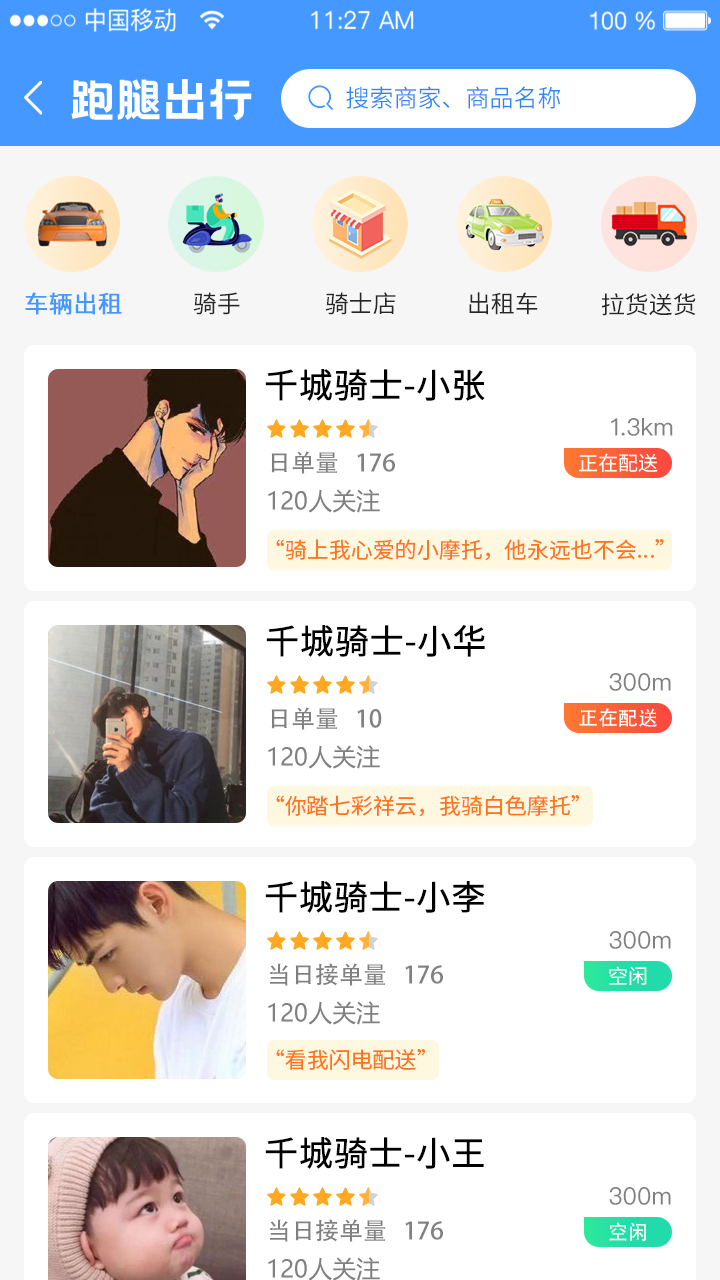 中国移动 11:27 AM 100 %
跑腿出行 搜索商家、商品名称
车辆出租 骑手 骑士店 出租车 拉货送货
千城骑士-小张
1.3km
日单量 176 正在配送
120人关注
“骑上我心爱的小摩托，他永远也不会...”
千城骑士-小华
300m
日单量 10 正在配送
120人关注
“你踏七彩祥云，我骑白色摩托”
千城骑士-小李
300m
当日接单量 176 空闲
120人关注
“看我闪电配送”
千城骑士-小王
300m
当日接单量 176 空闲
120人关注